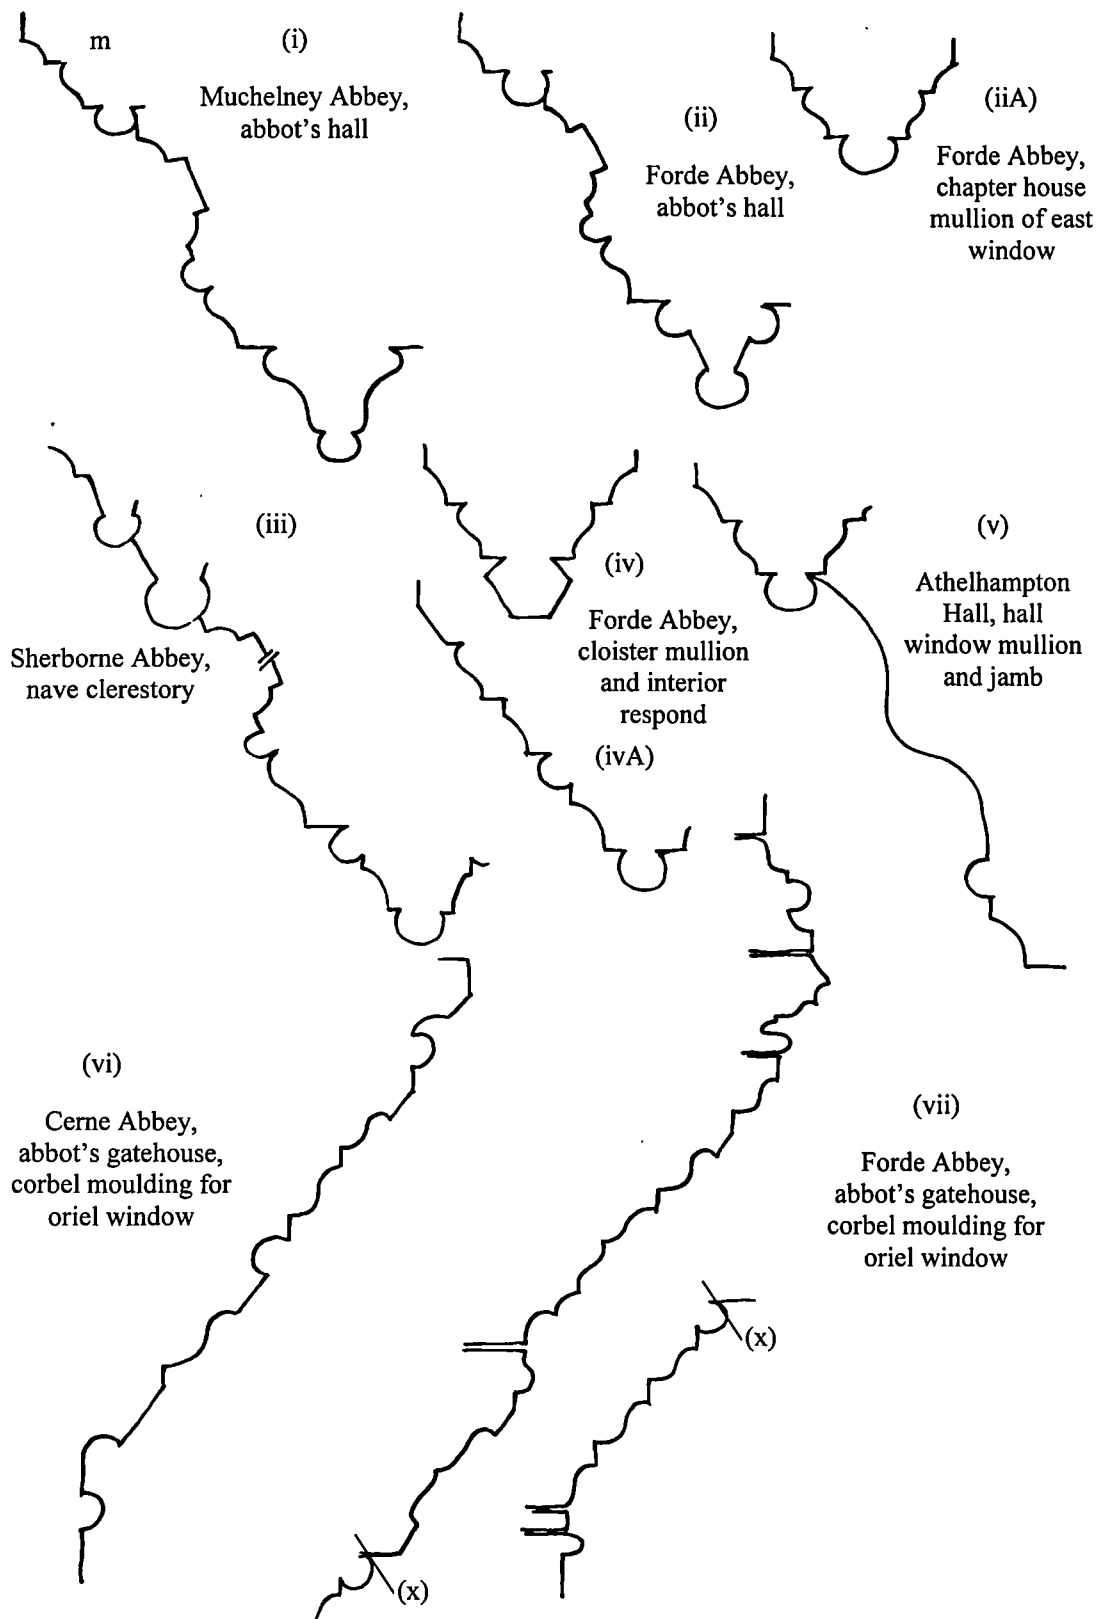 m
(i)
Muchelney Abbey,
abbot's hall
(ii)
Forde Abbey,
abbot's hall
(iiA)
Forde Abbey,
chapter house
mullion of east
window
(iii)
Sherborne Abbey,
nave clerestory
(iv)
Forde Abbey,
cloister mullion
and interior
respond
(ivA)
(v)
Athelhampton
Hall, hall
window mullion
and jamb
(vi)
Cerne Abbey,
abbot's gatehouse,
corbel moulding for
oriel window
(vii)
Forde Abbey,
abbot's gatehouse,
corbel moulding for
oriel window
(x)
(x)